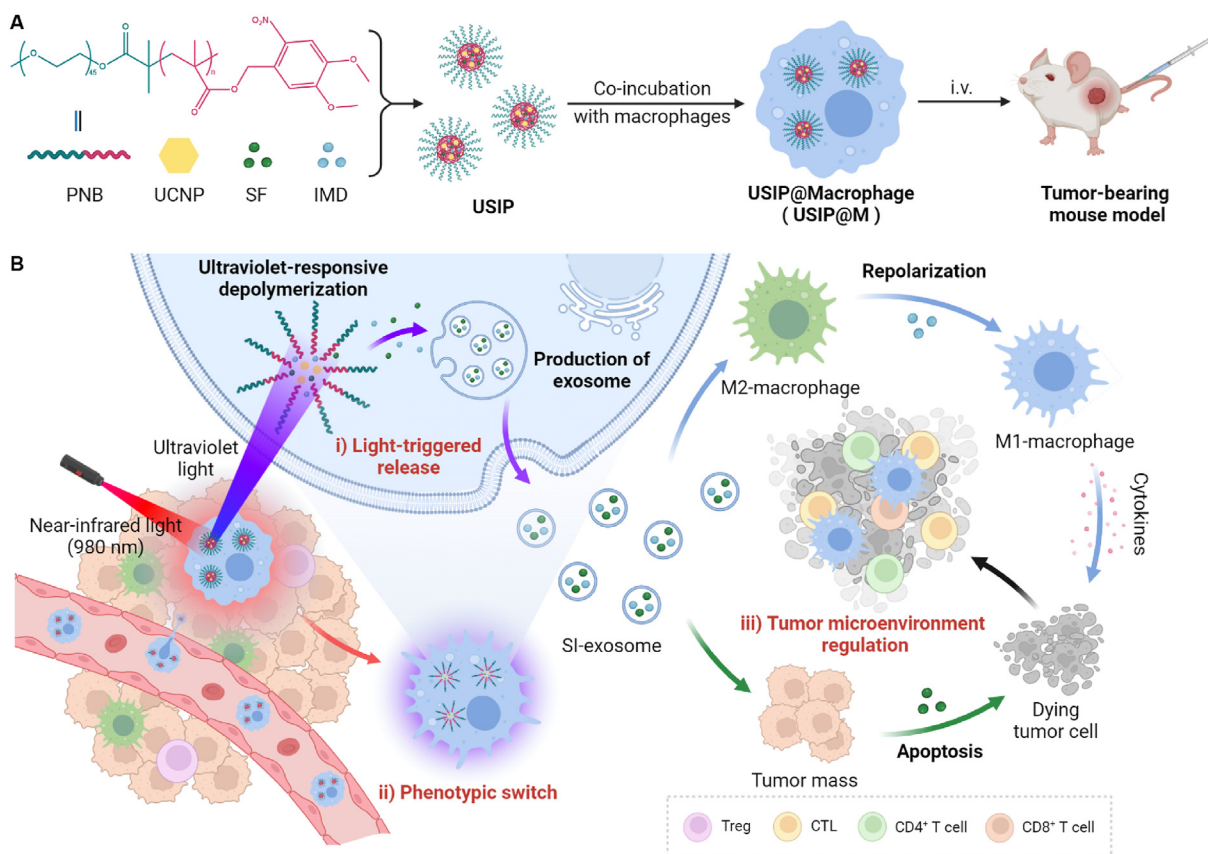 A
O
O
45
O
O
n
O
O
O₂N
O
O
PNB
UCNP
SF
IMD
USIP
Co-incubation
with macrophages
USIP@Macrophage
( USIP@M )
i.v.
Tumor-bearing
mouse model
B
Ultraviolet-responsive
depolymerization
Production of
exosome
i) Light-triggered
release
Ultraviolet
light
Near-infrared light
(980 nm)
ii) Phenotypic switch
SI-exosome
M2-macrophage
Repolarization
M1-macrophage
Cytokines
iii) Tumor microenvironment
regulation
Tumor mass
Apoptosis
Dying
tumor cell
Treg
CTL
CD4⁺ T cell
CD8⁺ T cell